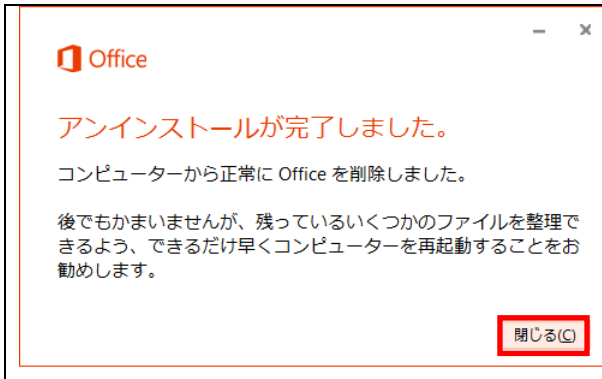 Office
アンインストールが完了しました。
コンピューターから正常に Office を削除しました。
後でもかまいませんが、残っているいくつかのファイルを整理で
きるよう、できるだけ早くコンピューターを再起動することをお
勧めします。
閉じる(C)